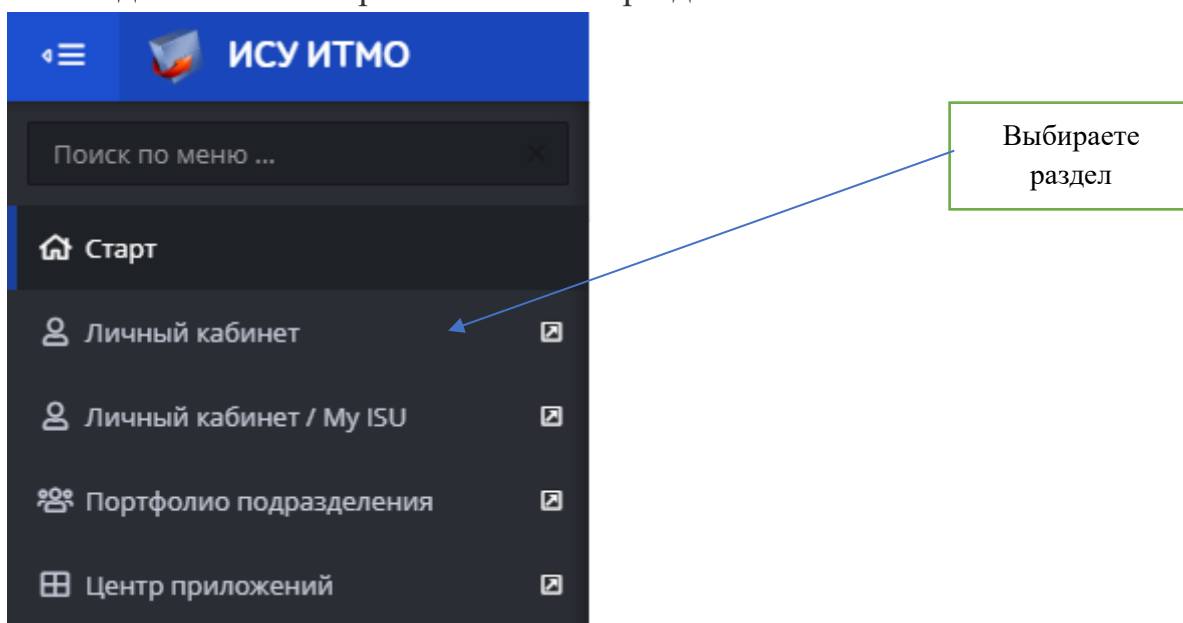 ИСУ ИТМО
Поиск по меню ...
Выбираете
раздел
Старт
Личный кабинет
Личный кабинет / My ISU
Портфолио подразделения
Центр приложений